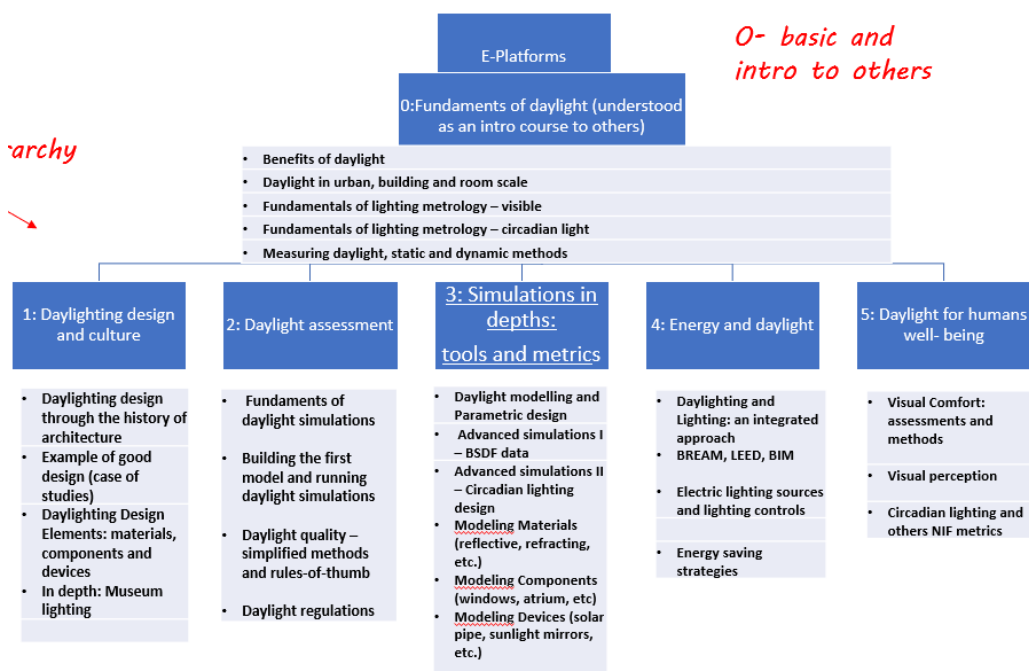 E-Platforms
O- basic and
intro to others
0:Fundaments of daylight (understood
as an intro course to others)
rarchy
• Benefits of daylight
• Daylight in urban, building and room scale
• Fundamentals of lighting metrology – visible
• Fundamentals of lighting metrology – circadian light
• Measuring daylight, static and dynamic methods
1: Daylighting design
and culture
• Daylighting design
through the history of
architecture
• Example of good
design (case of
studies)
• Daylighting Design
Elements: materials,
components and
devices
• In depth: Museum
lighting
2: Daylight assessment
• Fundaments of
daylight simulations
• Building the first
model and running
daylight simulations
• Daylight quality –
simplified methods
and rules-of-thumb
• Daylight regulations
3: Simulations in
depths:
tools and metrics
• Daylight modelling and
Parametric design
• Advanced simulations I
– BSDF data
• Advanced simulations II
– Circadian lighting
design
• Modeling Materials
(reflective, refracting,
etc.)
• Modeling Components
(windows, atrium, etc)
• Modeling Devices (solar
pipe, sunlight mirrors,
etc.)
4: Energy and daylight
• Daylighting and
Lighting: an integrated
approach
• BREAM, LEED, BIM
• Electric lighting sources
and lighting controls
• Energy saving
strategies
5: Daylight for humans
well- being
• Visual Comfort:
assessments and
methods
• Visual perception
• Circadian lighting and
others NIF metrics